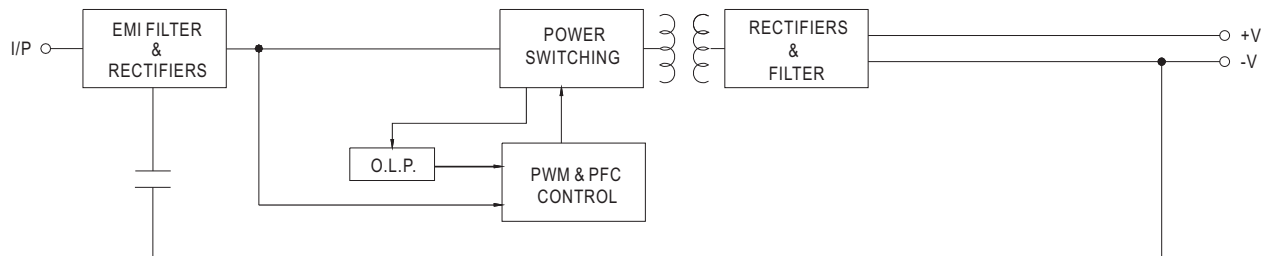 I/P
EMI FILTER
&
RECTIFIERS
POWER
SWITCHING
RECTIFIERS
&
FILTER
+V
-V
O.L.P.
PWM & PFC
CONTROL